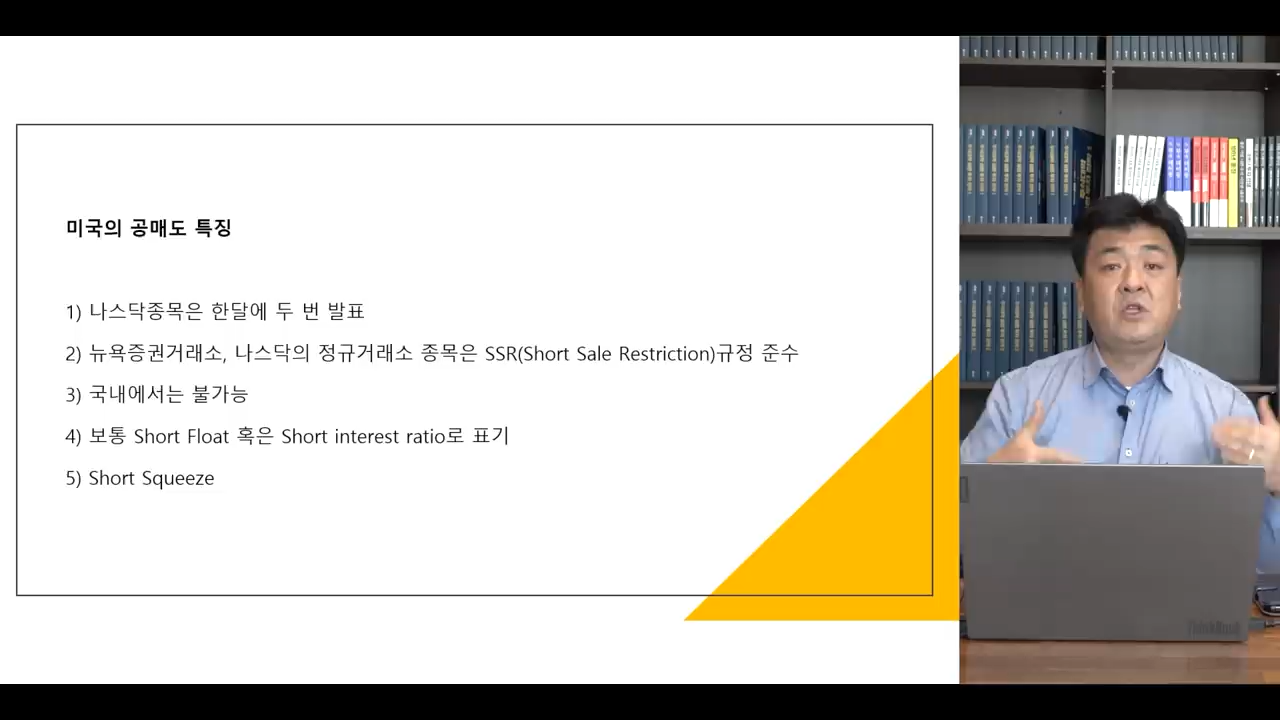 미국의 공매도 특징
1) 나스닥종목은 한달에 두 번 발표
2) 뉴욕증권거래소, 나스닥의 정규거래소 종목은 SSR(Short Sale Restriction)규정 준수
3) 국내에서는 불가능
4) 보통 Short Float 혹은 Short interest ratio로 표기
5) Short Squeeze
ThinkBook